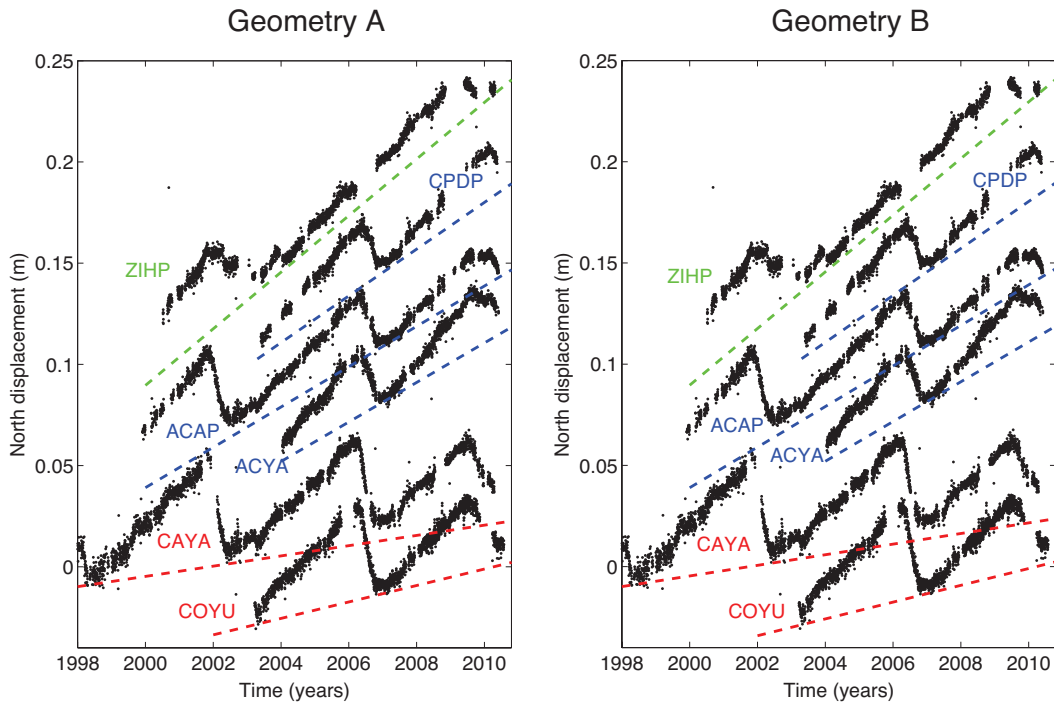 Geometry A
0.25
0.2
0.15
0.1
0.05
0
North displacement (m)
CPDP
ZIHP
ACAP
ACYA
CAYA
COYU
1998 2000 2002 2004 2006 2008 2010
Time (years)
Geometry B
0.25
0.2
0.15
0.1
0.05
0
North displacement (m)
CPDP
ZIHP
ACAP
ACYA
CAYA
COYU
1998 2000 2002 2004 2006 2008 2010
Time (years)